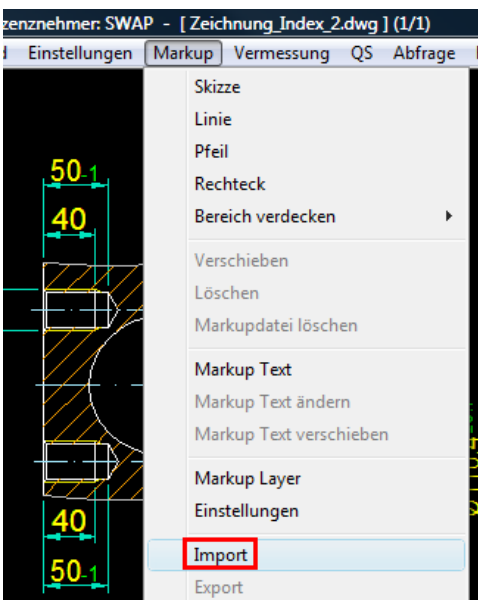 zenznehmer: SWAP - [ Zeichnung_Index_2.dwg ] (1/1)
Einstellungen Markup Vermessung QS Abfrage
Skizze
Linie
Pfeil
Rechteck
Bereich verdecken
Verschieben
Löschen
Markupdatei löschen
Markup Text
Markup Text ändern
Markup Text verschieben
Markup Layer
Einstellungen
Import
Export
50-1
40
40
50-1